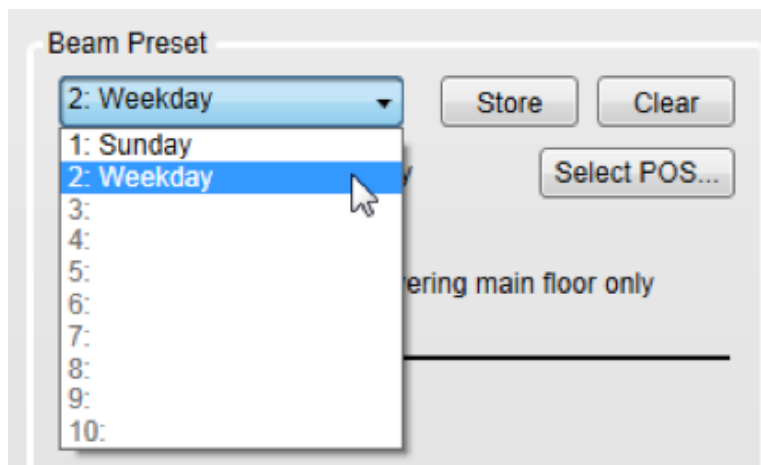 Beam Preset
2: Weekday Store Clear
1: Sunday
2: Weekday Select POS...
3:
4:
5: ering main floor only
6:
7:
8:
9:
10: